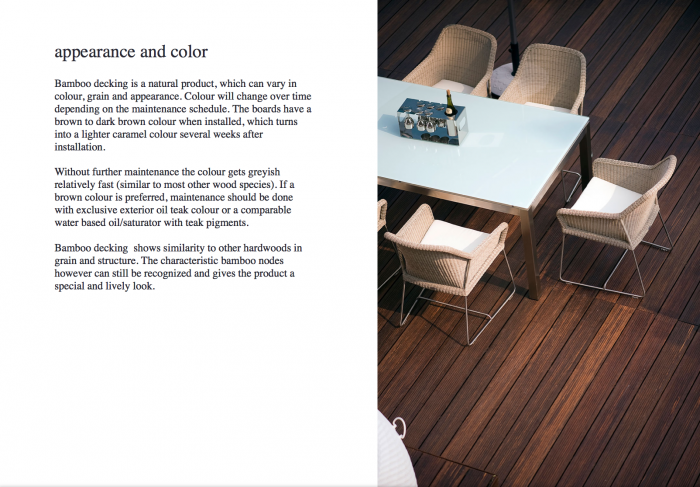 appearance and color
Bamboo decking is a natural product, which can vary in
colour, grain and appearance. Colour will change over time
depending on the maintenance schedule. The boards have a
brown to dark brown colour when installed, which turns
into a lighter caramel colour several weeks after
installation.
Without further maintenance the colour gets greyish
relatively fast (similar to most other wood species). If a
brown colour is preferred, maintenance should be done
with exclusive exterior oil teak colour or a comparable
water based oil/saturator with teak pigments.
Bamboo decking  shows similarity to other hardwoods in
grain and structure. The characteristic bamboo nodes
however can still be recognized and gives the product a
special and lively look.